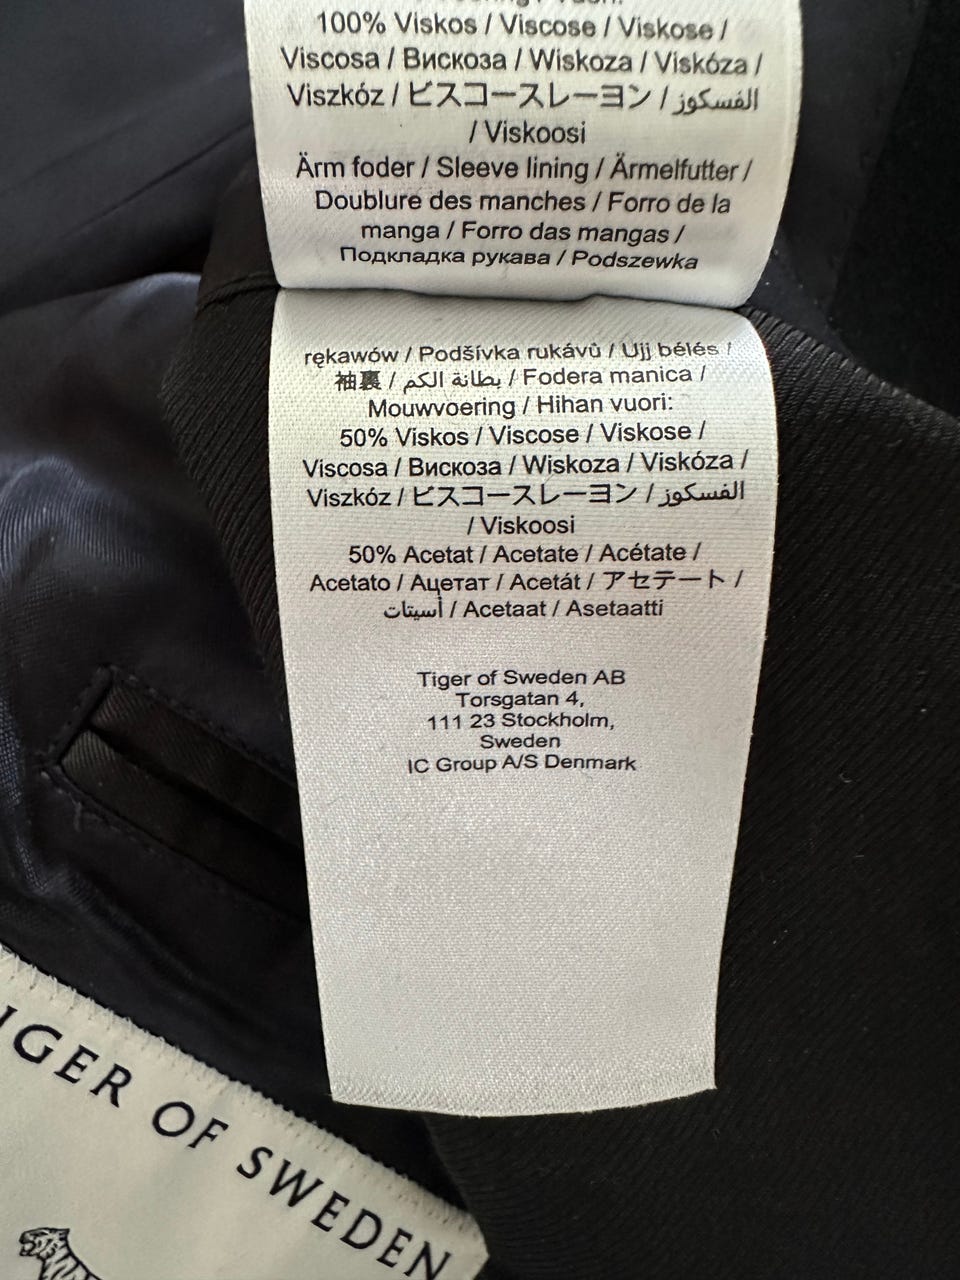 100% Viskos / Viscose / Viskose /
Viscosa / Вискоза / Wiskoza / Viskóza /
Viszkóz / ビスコースレーヨン / الفسكوز
/ Viskoosi
Ärm foder / Sleeve lining / Ärmelfutter /
Doublure des manches / Forro de la
manga / Forro das mangas /
Подкладка рукава / Podszewka
rękawów / Podšívka rukávů / Ujj bélés /
袖裏 / بطانة الكم / Fodera manica /
Mouwvoering / Hihan vuori:
50% Viskos / Viscose / Viskose /
Viscosa / Вискоза / Wiskoza / Viskóza /
Viszkóz / ビスコースレーヨン / الفسكوز
/ Viskoosi
50% Acetat / Acetate / Acétate /
Acetato / Ацетат / Acetát / アセテート /
أسيتات / Acetaat / Asetaatti
Tiger of Sweden AB
Torsgatan 4,
111 23 Stockholm,
Sweden
IC Group A/S Denmark
IGER OF SWEDEN